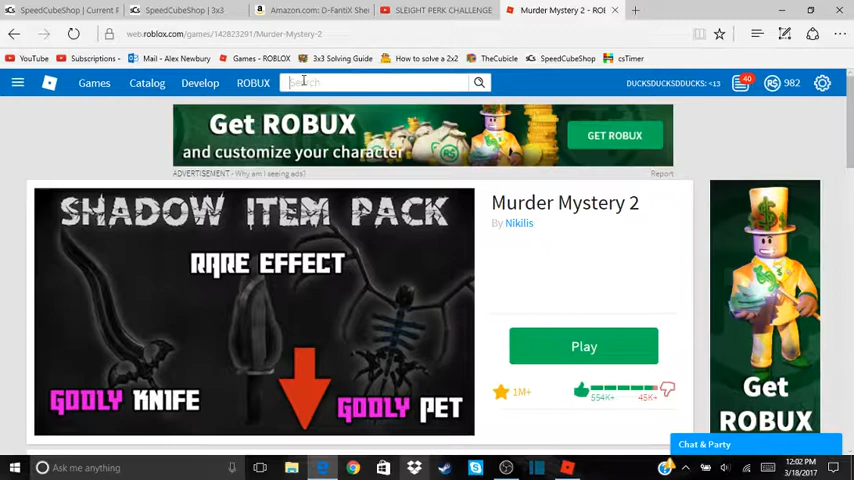 SpeedCubeShop | Current P
SpeedCubeShop | 3x3
Amazon.com: D-FantiX She
SLEIGHT PERK CHALLENGE
Murder Mystery 2 - ROB
web.roblox.com/games/142823291/Murder-Mystery-2
YouTube
Subscriptions -
Mail - Alex Newbury
Games - ROBLOX
3x3 Solving Guide
How to solve a 2x2
TheCubicle
SpeedCubeShop
csTimer
Games
Catalog
Develop
ROBUX
Search
DUCKSDUCKSDDUCKS: <13
40
982
Get ROBUX
and customize your character
GET ROBUX
ADVERTISEMENT - Why am I seeing ads?
Report
SHADOW ITEM PACK
RARE EFFECT
GODLY KNIFE
GODLY PET
Murder Mystery 2
By Nikilis
Play
1M+
554K+
45K+
Get
ROBUX
Chat & Party
Ask me anything
12:02 PM
3/18/2017